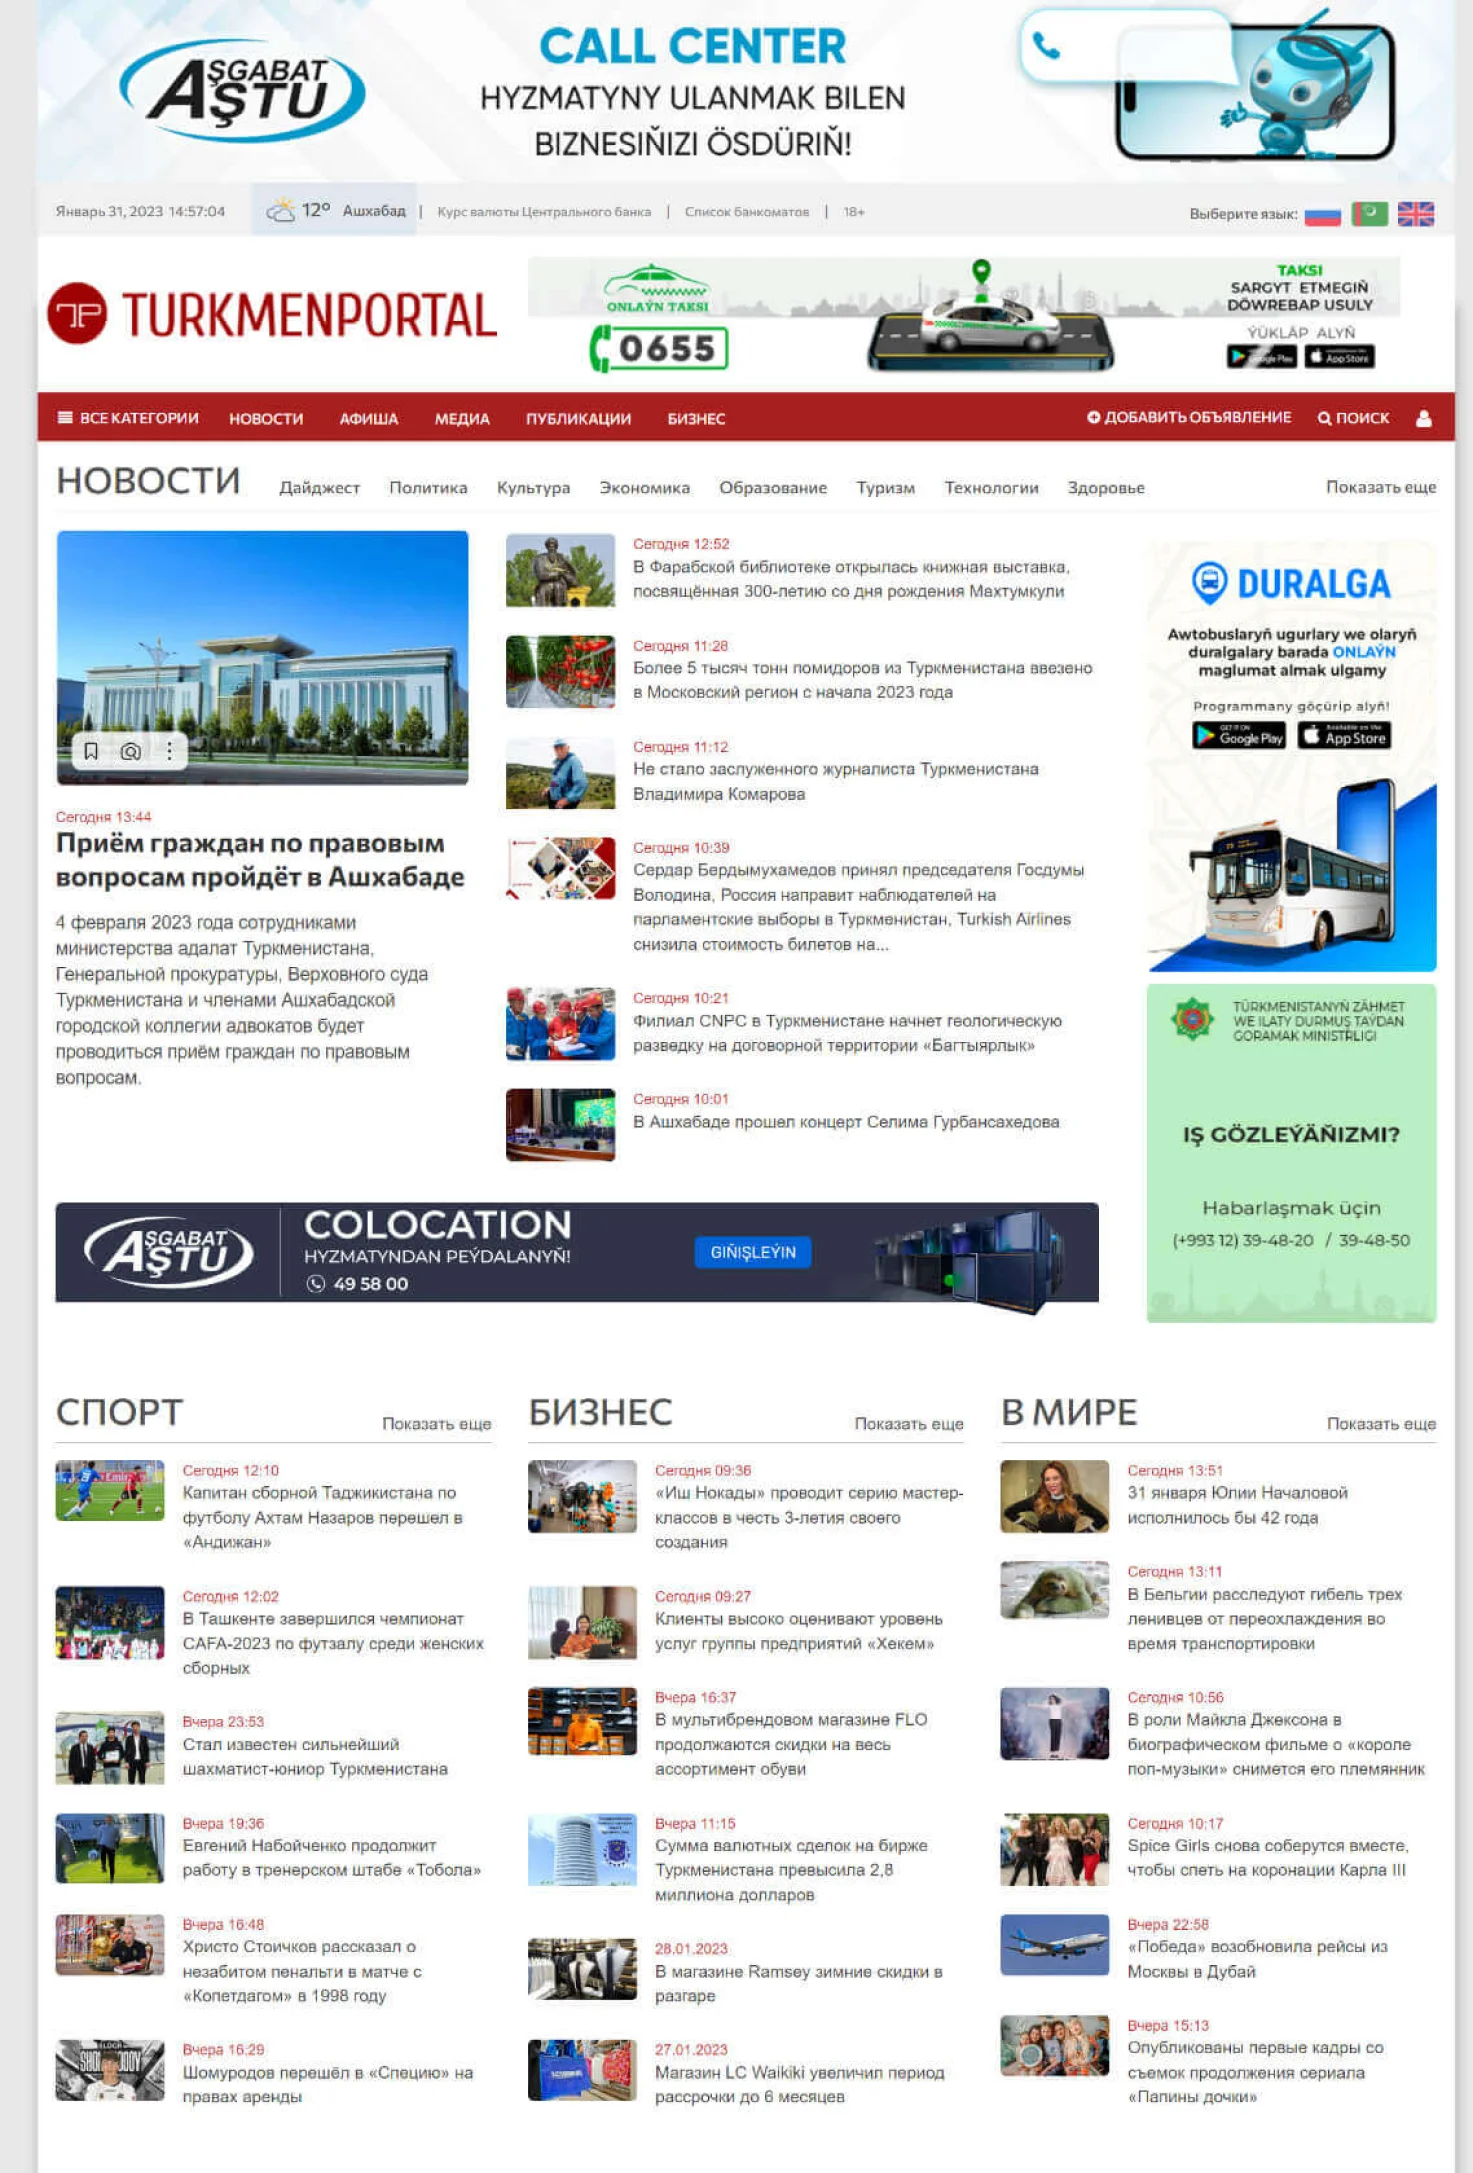 AŞGABAT
AŞTU
CALL CENTER
HYZMATYNY ULANMAK BILEN
BIZNESIŇIZI ÖSDÜRIŇ!
Январь 31, 2023 14:57:04
12° Ашхабад | Курс валюты Центрального банка | Список банкоматов | 18+
Выберите язык:
TP TURKMENPORTAL
ONLAÝN TAKSI
0655
TAKSI
SARGYT ETMEGIŇ
DÖWREBAP USULY
ÝÜKLÄP ALYŇ
Google Play App Store
ВСЕ КАТЕГОРИИ НОВОСТИ АФИША МЕДИА ПУБЛИКАЦИИ БИЗНЕС ДОБАВИТЬ ОБЪЯВЛЕНИЕ ПОИСК
НОВОСТИ Дайджест Политика Культура Экономика Образование Туризм Технологии Здоровье Показать еще
Сегодня 13:44
Приём граждан по правовым
вопросам пройдёт в Ашхабаде
4 февраля 2023 года сотрудниками
министерства адалат Туркменистана,
Генеральной прокуратуры, Верховного суда
Туркменистана и членами Ашхабадской
городской коллегии адвокатов будет
проводиться приём граждан по правовым
вопросам.
Сегодня 12:52
В Фарабской библиотеке открылась книжная выставка,
посвящённая 300-летию со дня рождения Махтумкули
Сегодня 11:28
Более 5 тысяч тонн помидоров из Туркменистана ввезено
в Московский регион с начала 2023 года
Сегодня 11:12
Не стало заслуженного журналиста Туркменистана
Владимира Комарова
Сегодня 10:39
Сердар Бердымухамедов принял председателя Госдумы
Володина, Россия направит наблюдателей на
парламентские выборы в Туркменистан, Turkish Airlines
снизила стоимость билетов на...
Сегодня 10:21
Филиал CNPC в Туркменистане начнет геологическую
разведку на договорной территории «Багтыярлык»
Сегодня 10:01
В Ашхабаде прошел концерт Селима Гурбансахедова
DURALGA
Awtobuslaryň ugurlary we olaryň
duralgalary barada ONLAÝN
maglumat almak ulgamy
Programmany göçürip alyň!
GET IT ON Google Play Available on the App Store
TÜRKMENISTANYŇ ZÄHMET
WE ILATY DURMUŞ TAÝDAN
GORAMAK MINISTRLIGI
IŞ GÖZLEÝÄŇIZMI?
Habarlaşmak üçin
(+993 12) 39-48-20 / 39-48-50
AŞGABAT
AŞTU
COLOCATION
HYZMATYNDAN PEÝDALANYŇ!
49 58 00
GIŇIŞLEÝIN
СПОРТ Показать еще
Сегодня 12:10
Капитан сборной Таджикистана по
футболу Ахтам Назаров перешел в
«Андижан»
Сегодня 12:02
В Ташкенте завершился чемпионат
CAFA-2023 по футзалу среди женских
сборных
Вчера 23:53
Стал известен сильнейший
шахматист-юниор Туркменистана
Вчера 19:36
Евгений Набойченко продолжит
работу в тренерском штабе «Тобола»
Вчера 16:48
Христо Стоичков рассказал о
незабитом пенальти в матче с
«Копетдагом» в 1998 году
Вчера 16:29
Шомуродов перешёл в «Специю» на
правах аренды
БИЗНЕС Показать еще
Сегодня 09:36
«Иш Нокады» проводит серию мастер-
классов в честь 3-летия своего
создания
Сегодня 09:27
Клиенты высоко оценивают уровень
услуг группы предприятий «Хекем»
Вчера 16:37
В мультибрендовом магазине FLO
продолжаются скидки на весь
ассортимент обуви
Вчера 11:15
Сумма валютных сделок на бирже
Туркменистана превысила 2,8
миллиона долларов
28.01.2023
В магазине Ramsey зимние скидки в
разгаре
27.01.2023
Магазин LC Waikiki увеличил период
рассрочки до 6 месяцев
В МИРЕ Показать еще
Сегодня 13:51
31 января Юлии Началовой
исполнилось бы 42 года
Сегодня 13:11
В Бельгии расследуют гибель трех
ленивцев от переохлаждения во
время транспортировки
Сегодня 10:56
В роли Майкла Джексона в
биографическом фильме о «короле
поп-музыки» снимется его племянник
Сегодня 10:17
Spice Girls снова соберутся вместе,
чтобы спеть на коронации Карла III
Вчера 22:58
«Победа» возобновила рейсы из
Москвы в Дубай
Вчера 15:13
Опубликованы первые кадры со
съемок продолжения сериала
«Папины дочки»